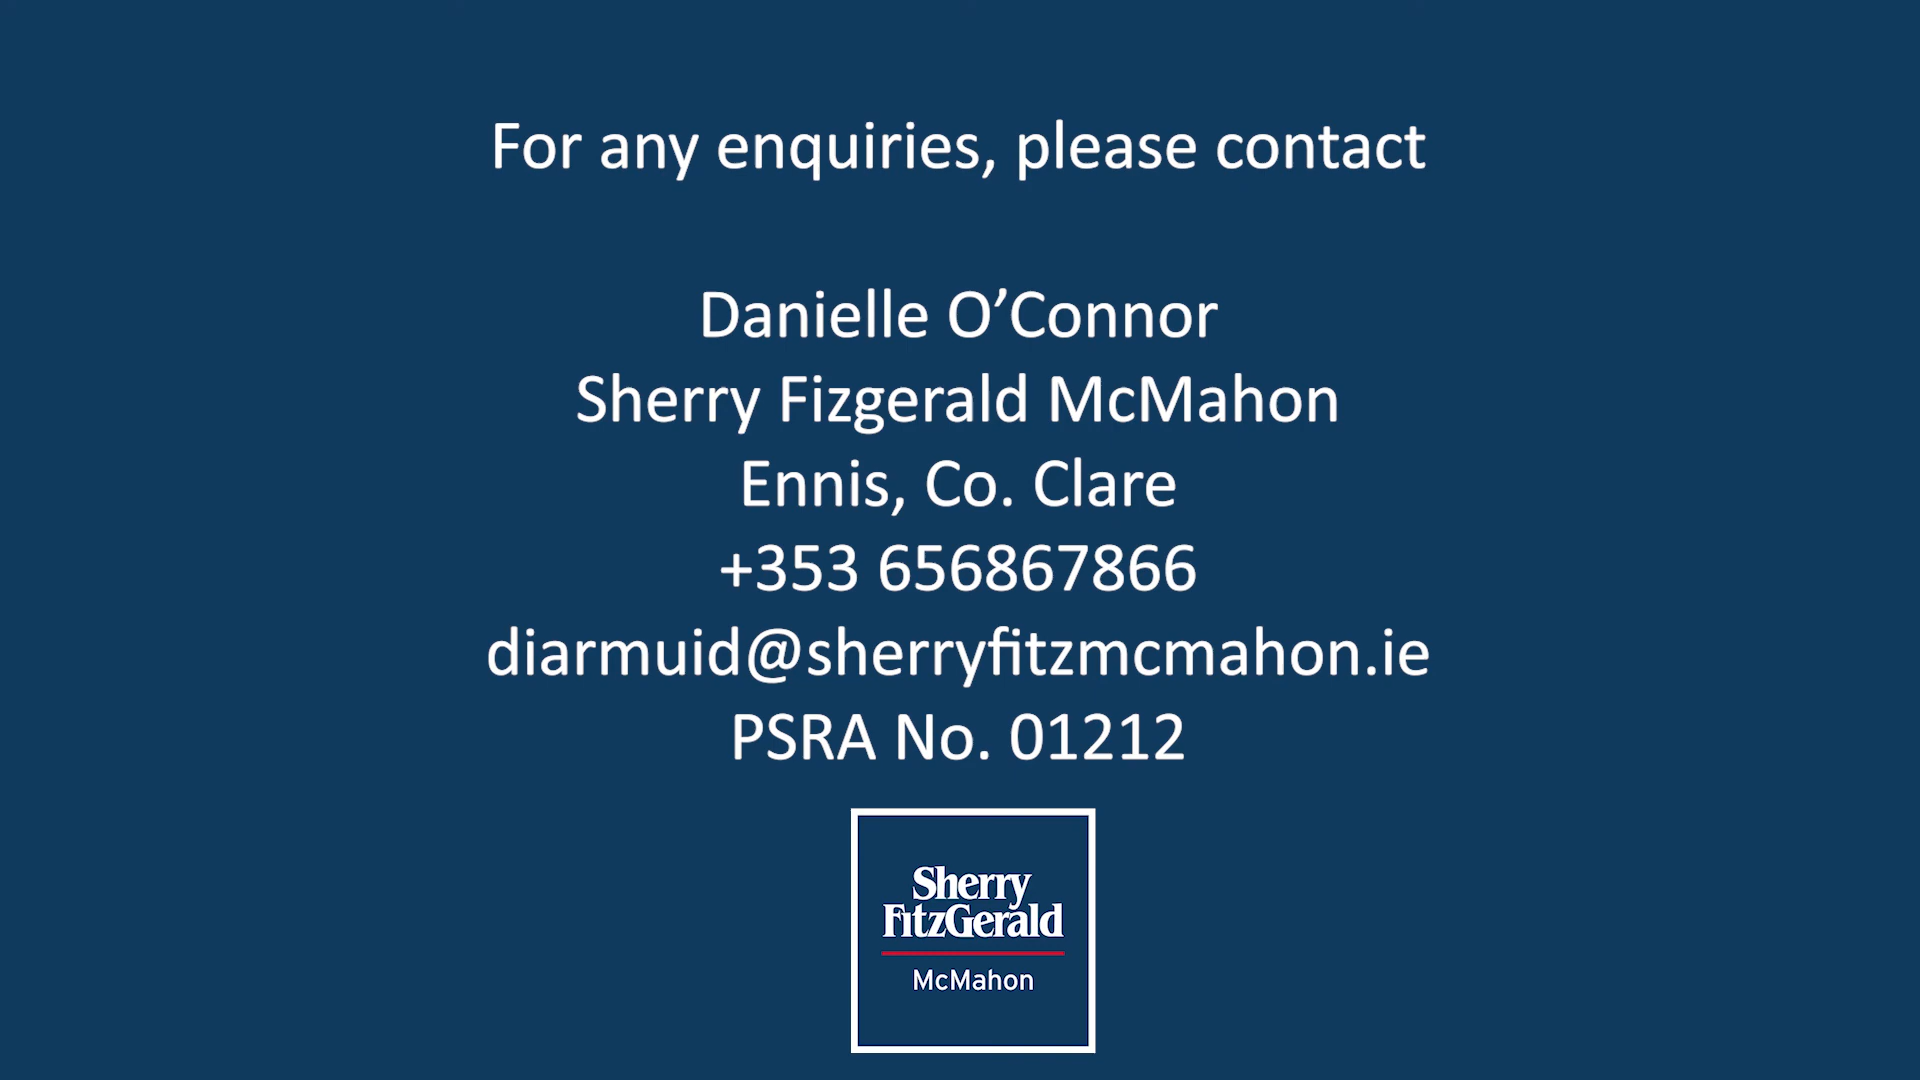 For any enquiries, please contact
Danielle O’Connor
Sherry Fizgerald McMahon
Ennis, Co. Clare
+353 656867866
diarmuid@sherryfitzmcmahon.ie
PSRA No. 01212
Sherry
FitzGerald
McMahon